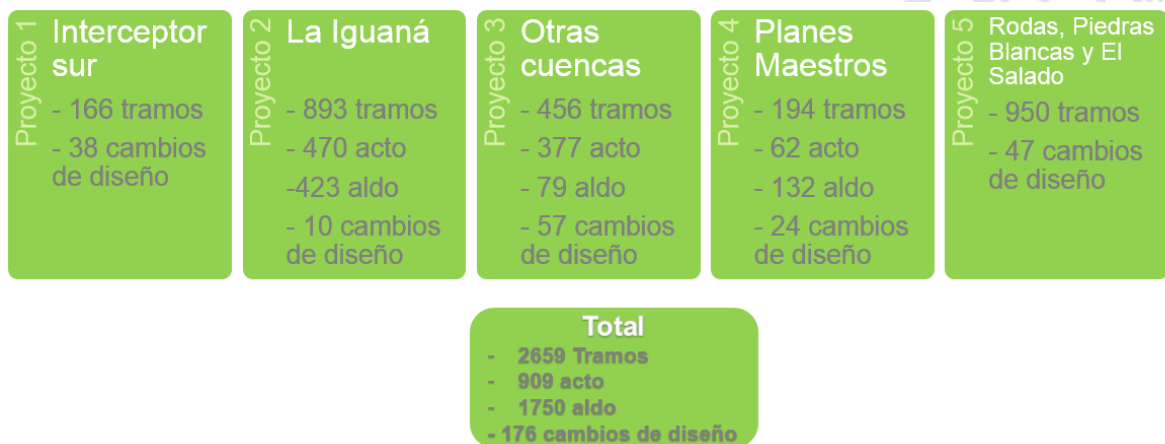 Proyecto 1
Interceptor
sur
- 166 tramos
- 38 cambios
de diseño
Proyecto 2
La Iguaná
- 893 tramos
- 470 acto
-423 aldo
- 10 cambios
de diseño
Proyecto 3
Otras
cuencas
- 456 tramos
- 377 acto
- 79 aldo
- 57 cambios
de diseño
Proyecto 4
Planes
Maestros
- 194 tramos
- 62 acto
- 132 aldo
- 24 cambios
de diseño
Proyecto 5
Rodas, Piedras
Blancas y El
Salado
- 950 tramos
- 47 cambios
de diseño
Total
- 2659 Tramos
- 909 acto
- 1750 aldo
- 176 cambios de diseño